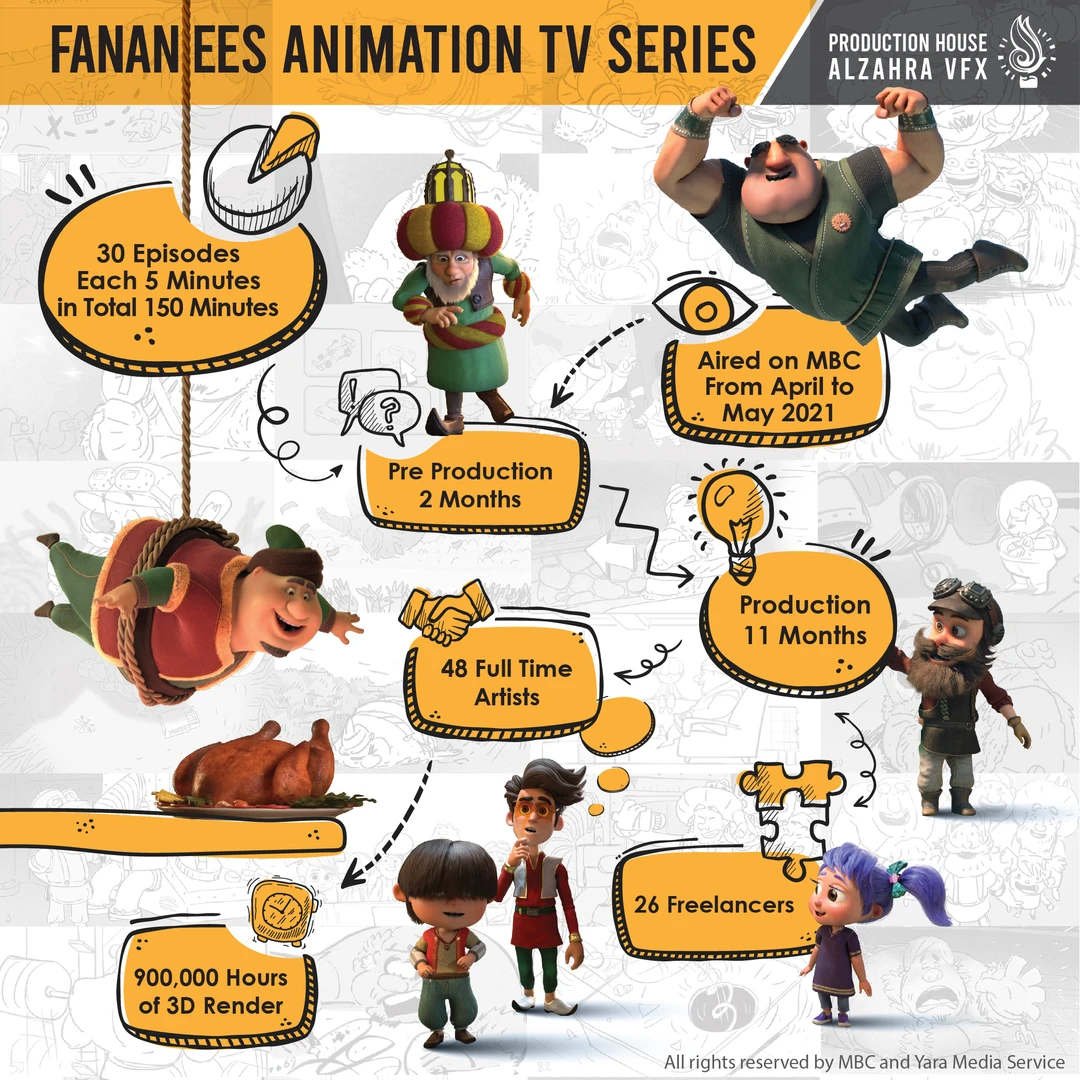 FANANEES ANIMATION TV SERIES
PRODUCTION HOUSE
ALZAHRA VFX
30 Episodes
Each 5 Minutes
in Total 150 Minutes
Aired on MBC
From April to
May 2021
!
?
Pre Production
2 Months
Production
11 Months
48 Full Time
Artists
26 Freelancers
900,000 Hours
of 3D Render
All rights reserved by MBC and Yara Media Service